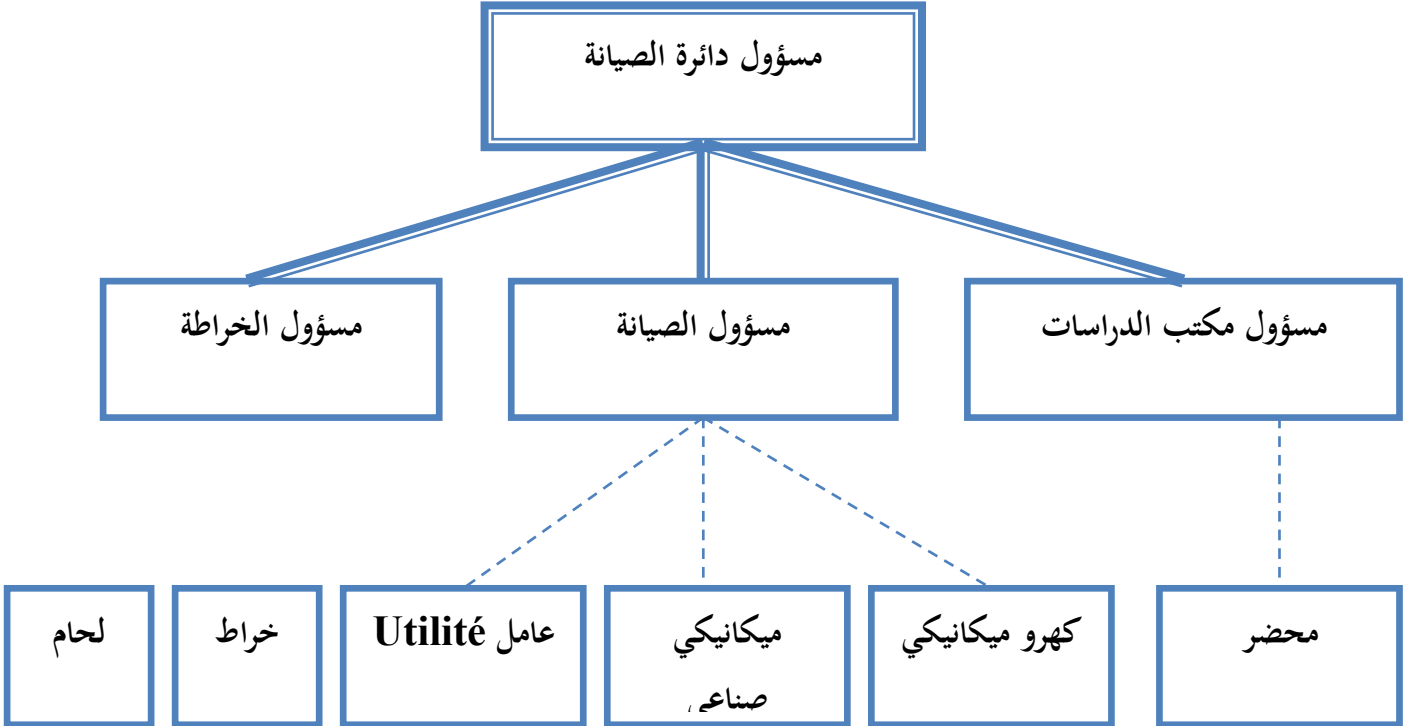 مسؤول دائرة الصيانة
مسؤول مكتب الدراسات
مسؤول الصيانة
مسؤول الخراطة
محضر
كهرو ميكانيكي
ميكانيكي
صناعي
عامل Utilité
خراط
لحام